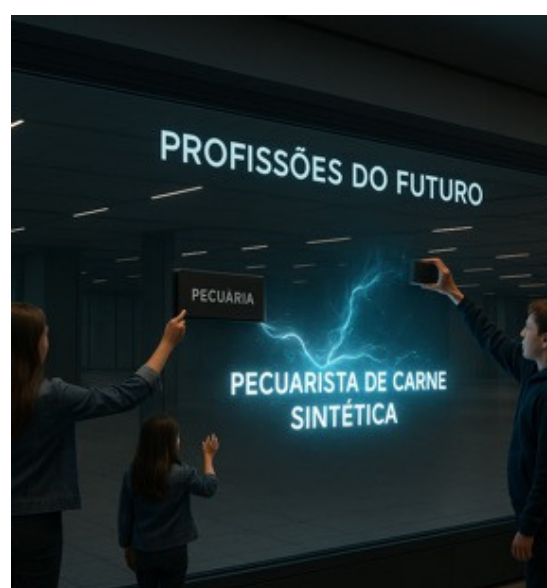 PROFISSÕES DO FUTURO
PECUÁRIA
PECUARISTA DE CARNE
SINTÉTICA